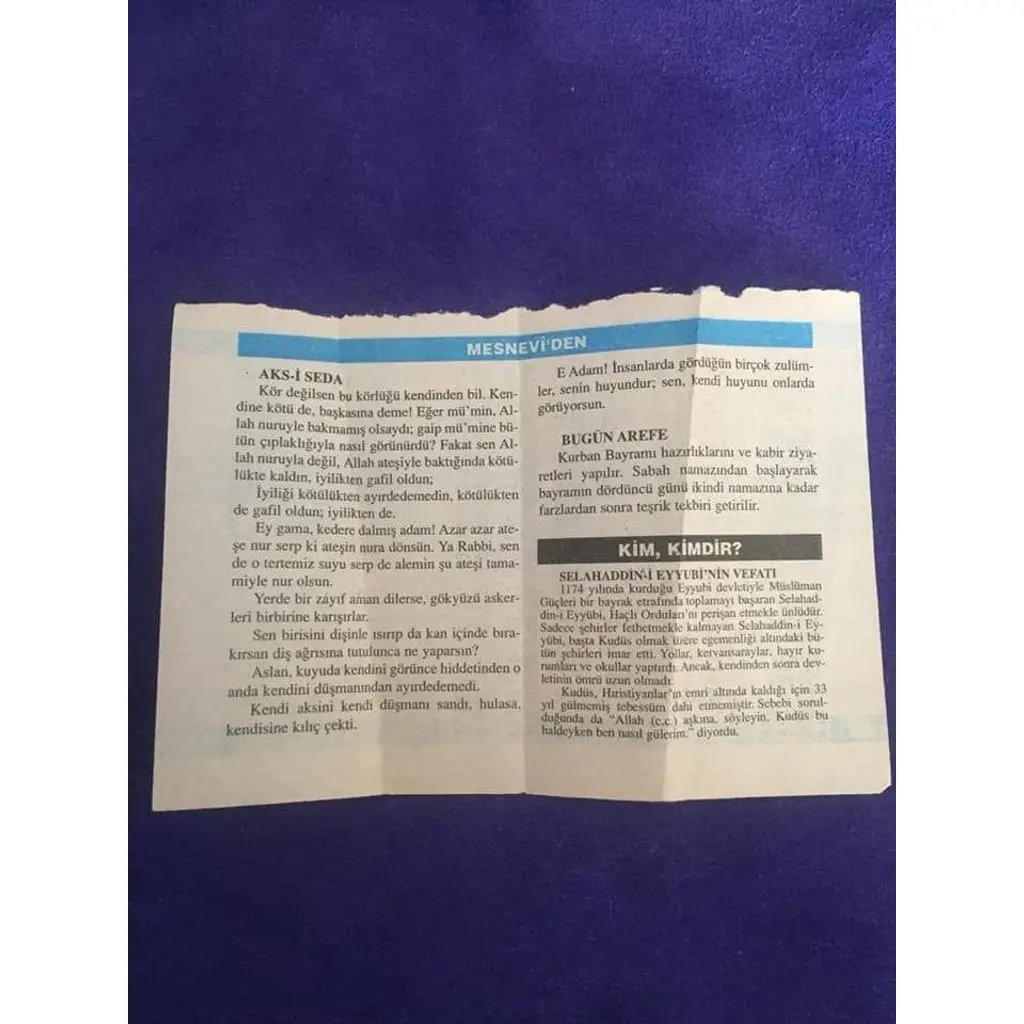 MESNEVİ'DEN
AKS-İ SEDA
Kör değilsen bu körlüğü kendinden bil. Ken-
dine kötü de, başkasına deme! Eğer mü'min, Al-
lah nuruyle bakmamış olsaydı; gaip mü'mine bü-
tün çıplaklığıyla nasıl görünürdü? Fakat sen Al-
lah nuruyla değil, Allah ateşiyle baktığında kötü-
lükte kaldın, iyilikten gafil oldun;
İyiliği kötülükten ayırdedemedin, kötülükten
de gafil oldun; iyilikten de.
Ey gama, kedere dalmış adam! Azar azar ate-
şe nur serp ki ateşin nura dönsün. Ya Rabbi, sen
de o tertemiz suyu serp de alemin şu ateşi tama-
miyle nur olsun.
Yerde bir zayıf aman dilerse, gökyüzü asker-
leri birbirine karışırlar.
Sen birisini dişinle ısırıp da kan içinde bıra-
kırsan diş ağrısına tutulunca ne yaparsın?
Aslan, kuyuda kendini görünce hiddetinden o
anda kendini düşmanından ayırdedemedi.
Kendi aksini kendi düşmanı sandı, hulasa,
kendisine kılıç çekti.
E Adam! İnsanlarda gördüğün birçok zulüm-
ler, senin huyundur; sen, kendi huyunu onlarda
görüyorsun.
BUGÜN AREFE
Kurban Bayramı hazırlıklarını ve kabir ziya-
retleri yapılır. Sabah namazından başlayarak
bayramın dördüncü günü ikindi namazına kadar
farzlardan sonra teşrik tekbiri getirilir.
KİM, KİMDİR?
SELAHADDİN-İ EYYUBİ'NİN VEFATI
1174 yılında kurduğu Eyyubi devletiyle Müslüman
Güçleri bir bayrak etrafında toplamayı başaran Selahad-
din-i Eyyübi, Haçlı Orduları'nı perişan etmekle ünlüdür.
Sadece şehirler fethetmekle kalmayan Selahaddin-i Ey-
yübi, başta Kudüs olmak üzere egemenliği altındaki bü-
tün şehirleri imar etti. Yollar, kervansaraylar, hayır ku-
rumları ve okullar yaptırdı. Ancak, kendinden sonra dev-
letinin ömrü uzun olmadı.
Kudüs, Hıristiyanlar'ın emri altında kaldığı için 33
yıl gülmemiş tebessüm dahi etmemiştir. Sebebi sorul-
duğunda da "Allah (c.c.) aşkına, söyleyin, Kudüs bu
haldeyken ben nasıl gülerim." diyordu.